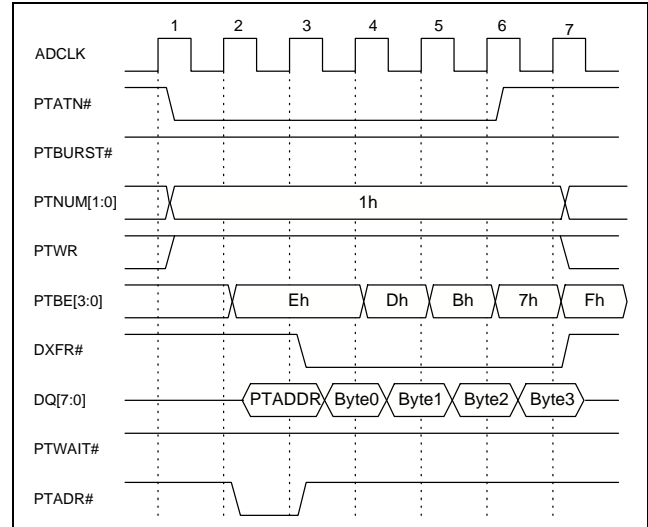 1 2 3 4 5 6 7
ADCLK
PTATN#
PTBURST#
PTNUM[1:0] 1h
PTWR
PTBE[3:0] Eh Dh Bh 7h Fh
DXFR#
DQ[7:0] PTADDR Byte0 Byte1 Byte2 Byte3
PTWAIT#
PTADR#